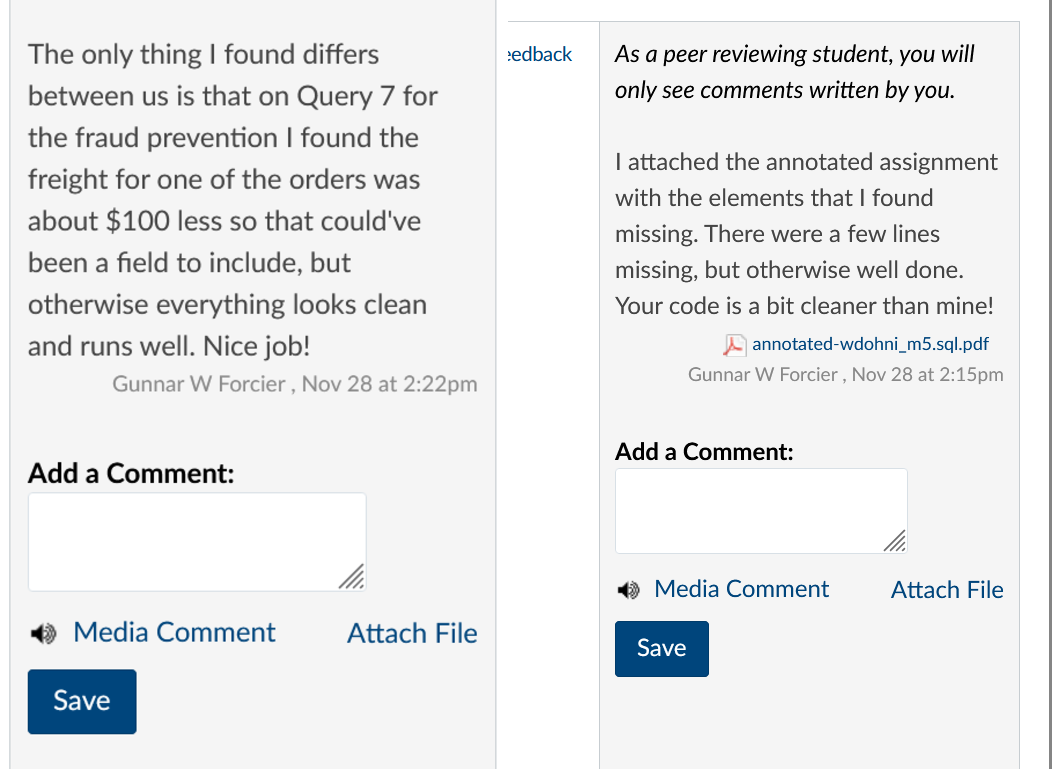 The only thing I found differs
between us is that on Query 7 for
the fraud prevention I found the
freight for one of the orders was
about $100 less so that could've
been a field to include, but
otherwise everything looks clean
and runs well. Nice job!
Gunnar W Forcier , Nov 28 at 2:22pm
Add a Comment:
Media Comment
Attach File
Save
eedback
As a peer reviewing student, you will
only see comments written by you.
I attached the annotated assignment
with the elements that I found
missing. There were a few lines
missing, but otherwise well done.
Your code is a bit cleaner than mine!
annotated-wdohni_m5.sql.pdf
Gunnar W Forcier , Nov 28 at 2:15pm
Add a Comment:
Media Comment
Attach File
Save